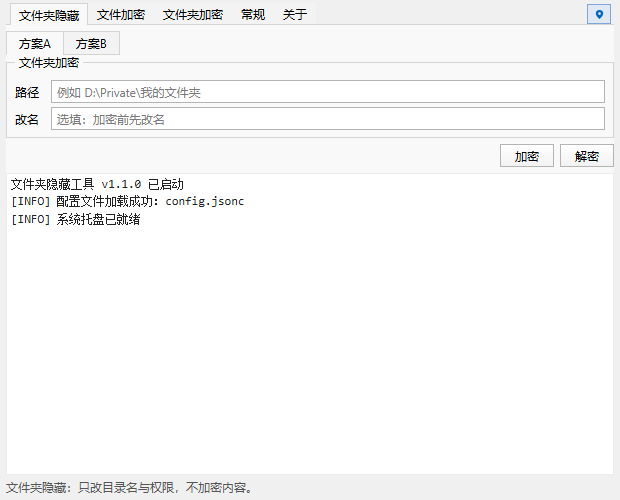 文件夹隐藏 文件加密 文件夹加密 常规 关于
方案A 方案B
文件夹加密
路径 例如 D:\Private\我的文件夹
改名 选填：加密前先改名
加密 解密
文件夹隐藏工具 v1.1.0 已启动
[INFO] 配置文件加载成功：config.jsonc
[INFO] 系统托盘已就绪
文件夹隐藏：只改目录名与权限，不加密内容。